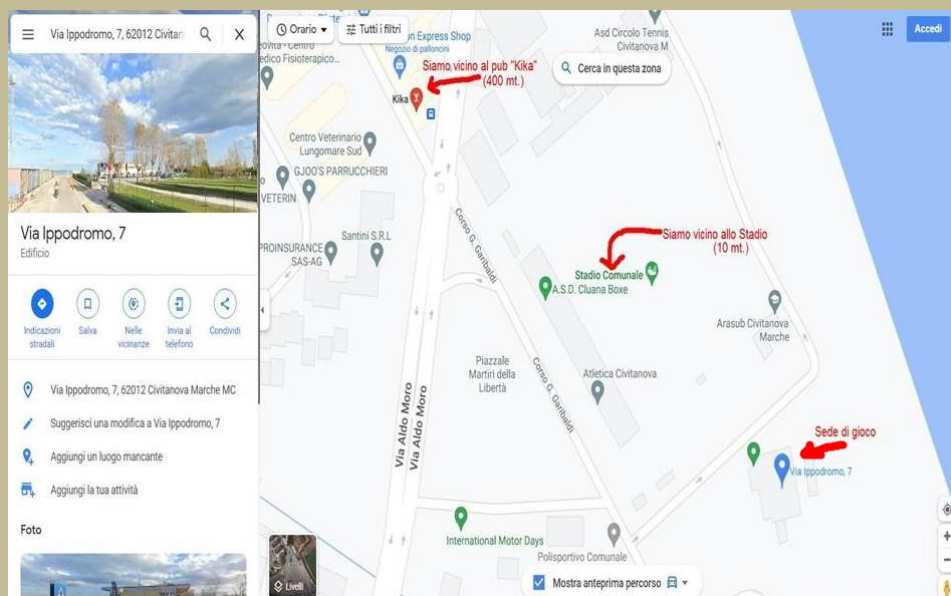 Via Ippodromo, 7, 62012 Civitan
Via Ippodromo, 7
Edificio
Indicazioni
stradali
Salva
Nelle
vicinanze
Invia al
telefono
Condividi
Via Ippodromo, 7, 62012 Civitanova Marche MC
Suggerisci una modifica a Via Ippodromo, 7
Aggiungi un luogo mancante
Aggiungi la tua attività
Foto
Orario
Tutti i filtri
Accedi
Express Shop
Negozio di palloncini
Centro
edico Fisioterapico...
Asd Circolo Tennis
Civitanova M
Cerca in questa zona
Siamo vicino al pub "Kika"
(400 mt.)
Kika
Centro Veterinario
Lungomare Sud
GJOO'S PARRUCCHIERI
VETERIN
PROINSURANCE
SAS-AG
Santini S.R.L
Corso G. Garibaldi
Siamo vicino allo Stadio
(10 mt.)
Stadio Comunale
A.S.D. Cluana Boxe
Arasub Civitanova
Marche
Piazzale
Martiri della
Libertà
Corso G. Garibaldi
Atletica Civitanova
Via Aldo Moro
Via Aldo Moro
Sede di gioco
Via Ippodromo, 7
International Motor Days
Polisportivo Comunale
Livelli
Mostra anteprima percorso